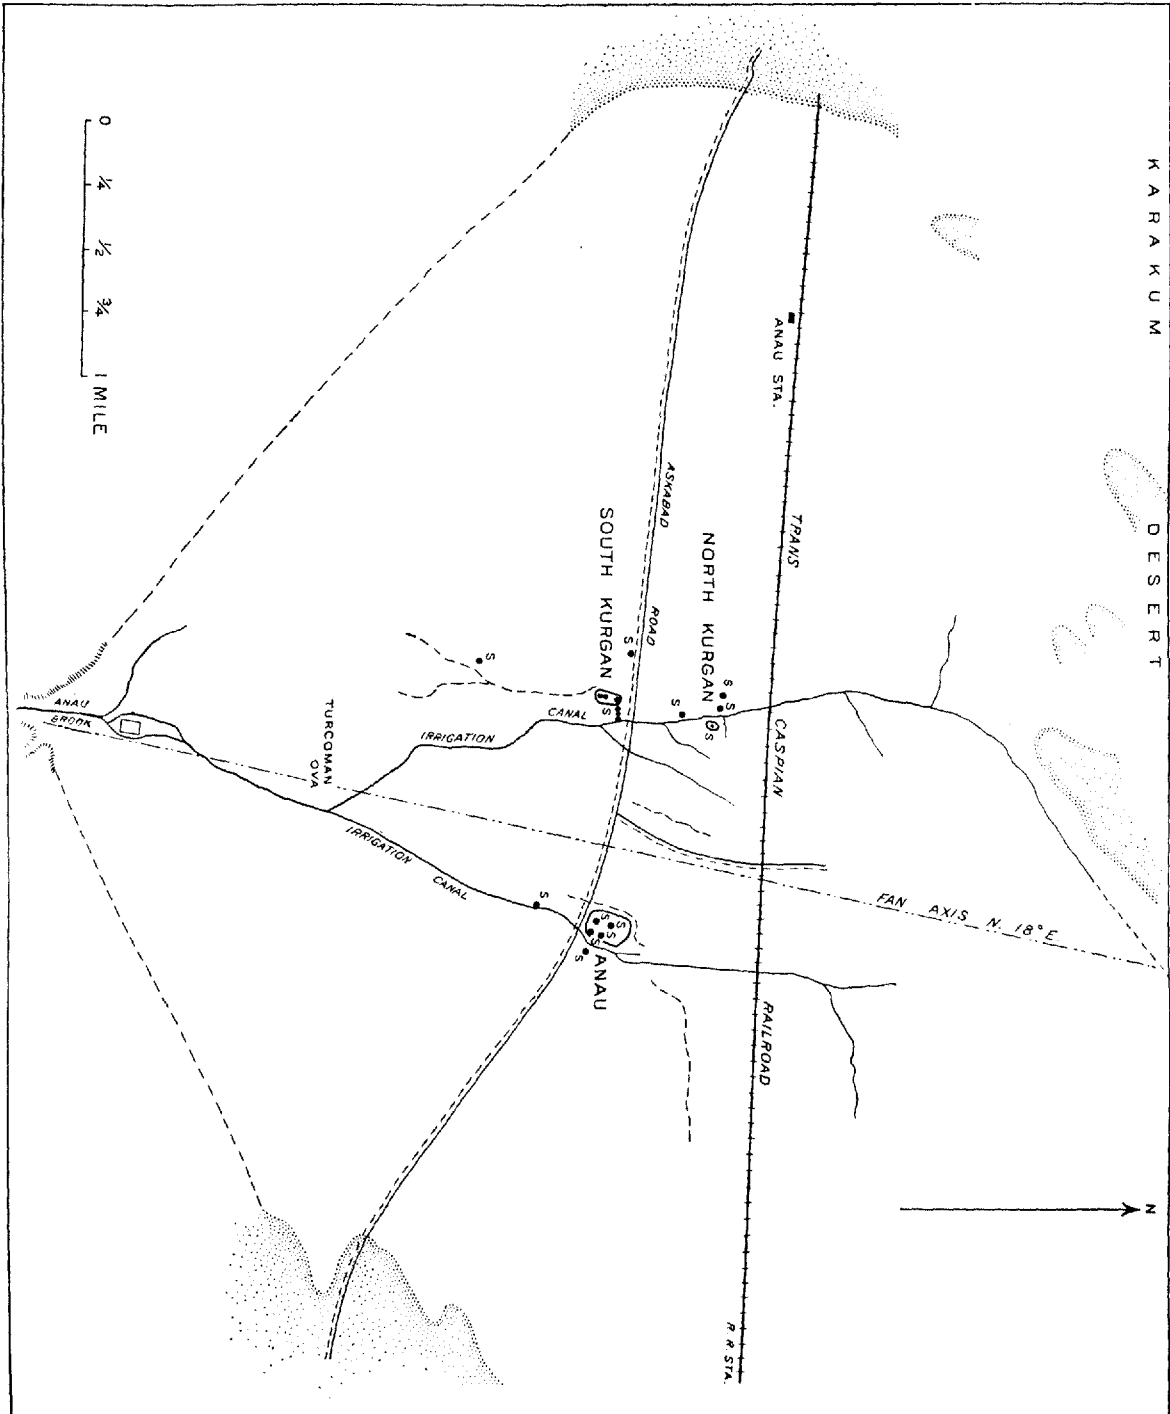 KARAKUM DESERT
N
FAN AXIS N. 18° E
TRANS CASPIAN RAILROAD
R.R. STA.
ANAU STA.
NORTH KURGAN
S
S
S
S
ASKABAD ROAD
SOUTH KURGAN
S
S
S
ANAU
S
S
S
S
S
S
IRRIGATION CANAL
IRRIGATION CANAL
TURCOMAN
OVA
ANAU
BROOK
0 1/4 1/2 3/4 1 MILE